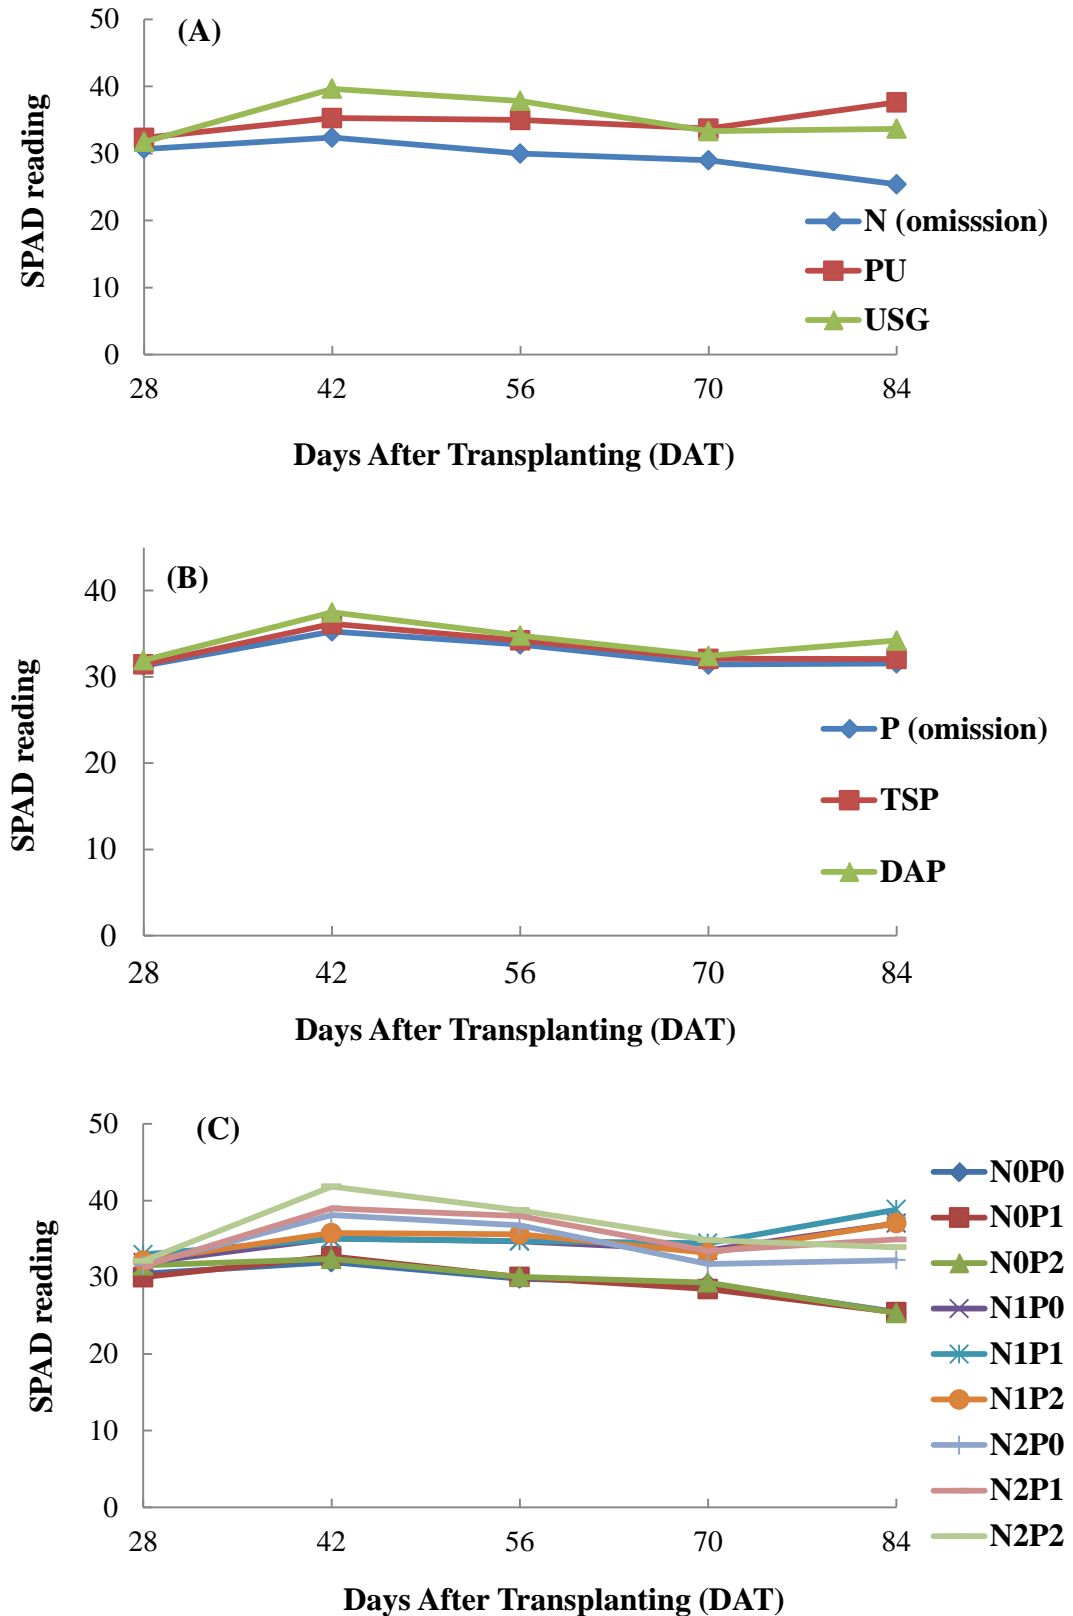 (A)
50
40
30
20
10
0
SPAD reading
N (omisssion)
PU
USG
28 42 56 70 84
Days After Transplanting (DAT)
(B)
40
30
20
10
0
SPAD reading
P (omission)
TSP
DAP
28 42 56 70 84
Days After Transplanting (DAT)
(C)
50
40
30
20
10
0
SPAD reading
N0P0
N0P1
N0P2
N1P0
N1P1
N1P2
N2P0
N2P1
N2P2
28 42 56 70 84
Days After Transplanting (DAT)